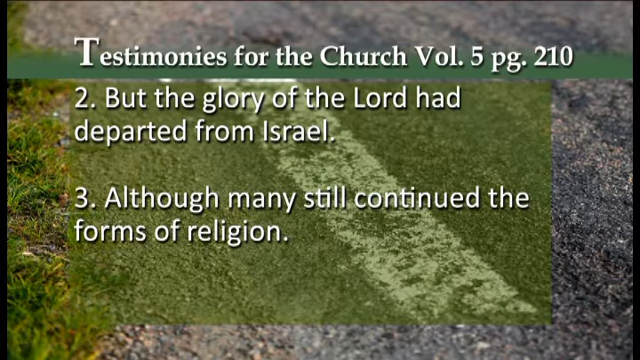 Testimonies for the Church Vol. 5 pg. 210
2. But the glory of the Lord had
departed from Israel.
3. Although many still continued the
forms of religion.